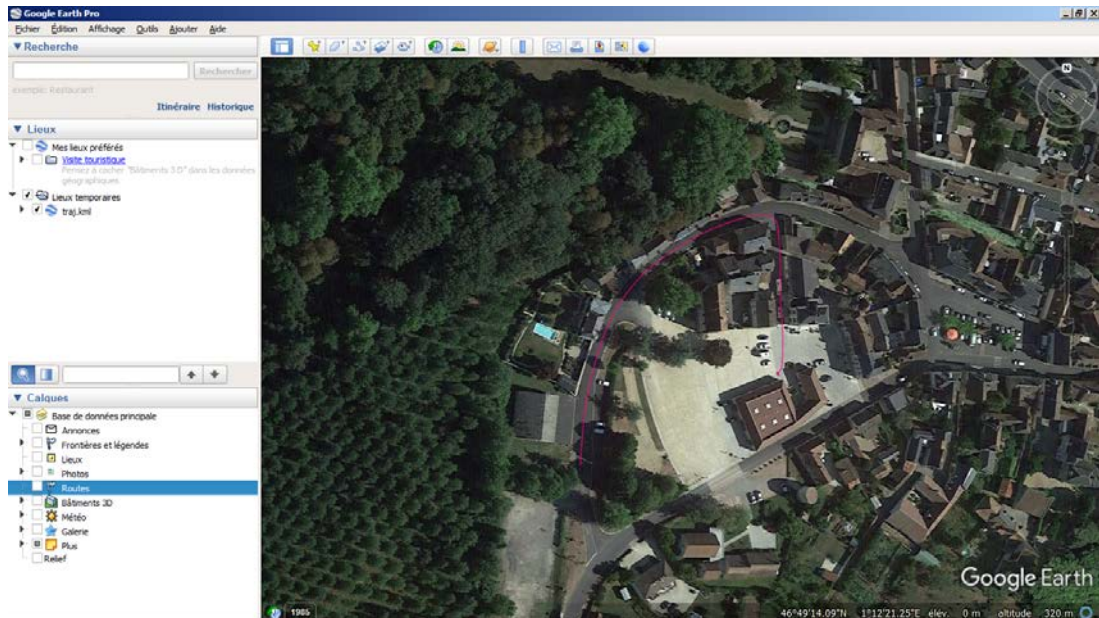 Google Earth Pro
Fichier Édition Affichage Outils Ajouter Aide
Recherche
Rechercher
exemple: Restaurant
Itinéraire Historique
Lieux
Mes lieux préférés
Visite touristique
Pensez à cacher "Bâtiments 3D" dans les données
géographiques
Lieux temporaires
traj.kml
Calques
Base de données principale
Annonces
Frontières et légendes
Lieux
Photos
Routes
Bâtiments 3D
Météo
Galerie
Plus
Relief
N
Google Earth
1985
46°49'14.09"N 1°12'21.25"E élév. 0 m altitude 320 m